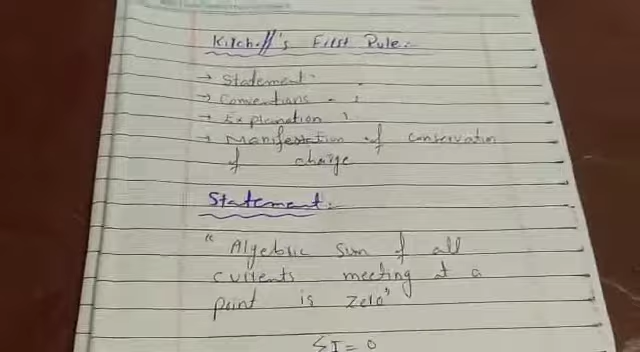 Kirchoff's First Rule:
→ Statement:
→ Conventions :
→ Explanation :
→ Manifestation of conservation
of charge
Statement:
"Algebric sum of all
currents meeting at a
point is zero"
ΣI = 0